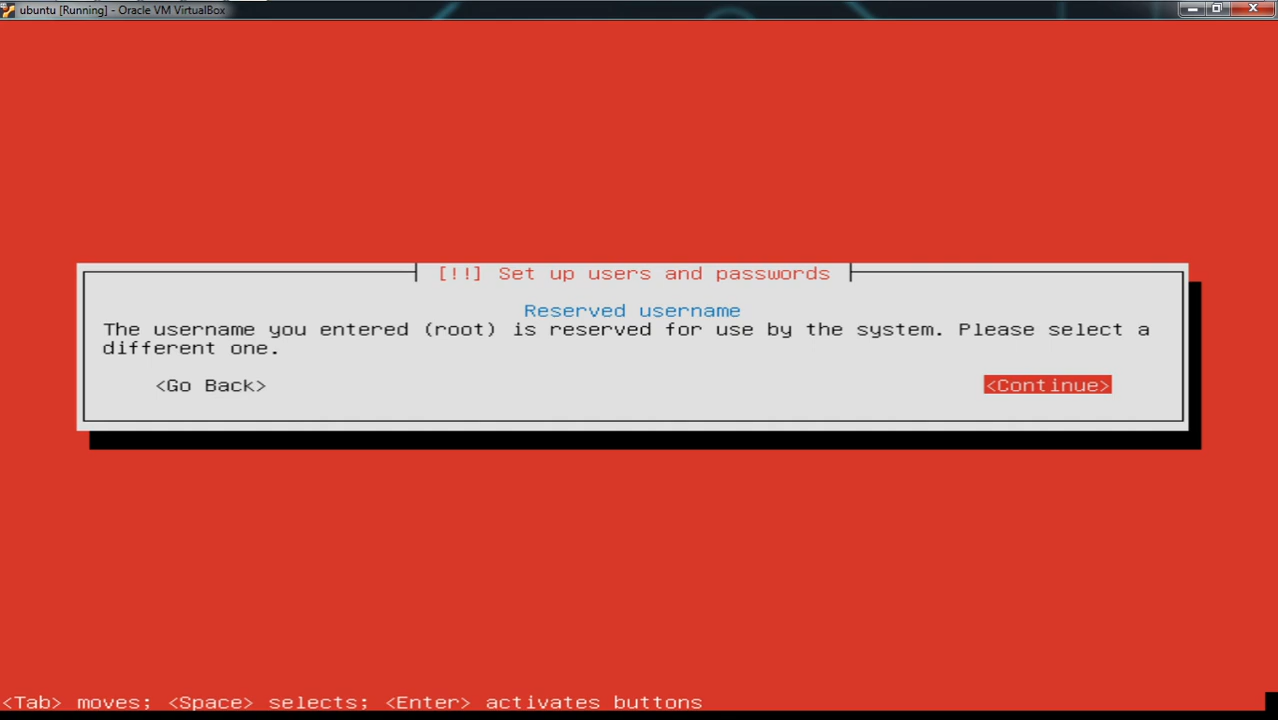 ubuntu [Running] - Oracle VM VirtualBox
[!!] Set up users and passwords
Reserved username
The username you entered (root) is reserved for use by the system. Please select a
different one.
<Go Back> <Continue>
<Tab> moves; <Space> selects; <Enter> activates buttons